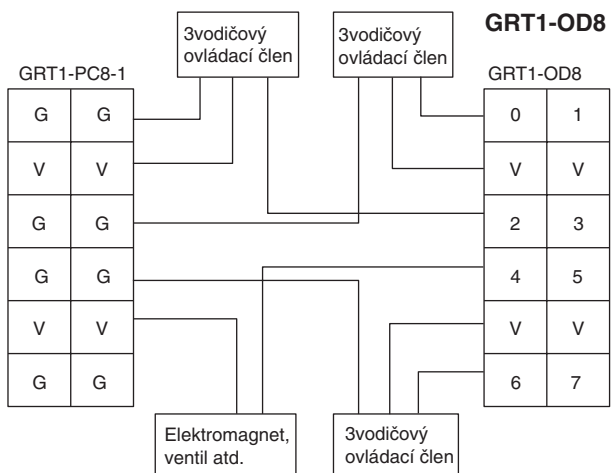 GRT1-OD8
3vodičový
ovládací člen
3vodičový
ovládací člen
GRT1-PC8-1
GRT1-OD8
G G
V V
G G
G G
V V
G G
0 1
V V
2 3
4 5
V V
6 7
Elektromagnet,
ventil atd.
3vodičový
ovládací člen